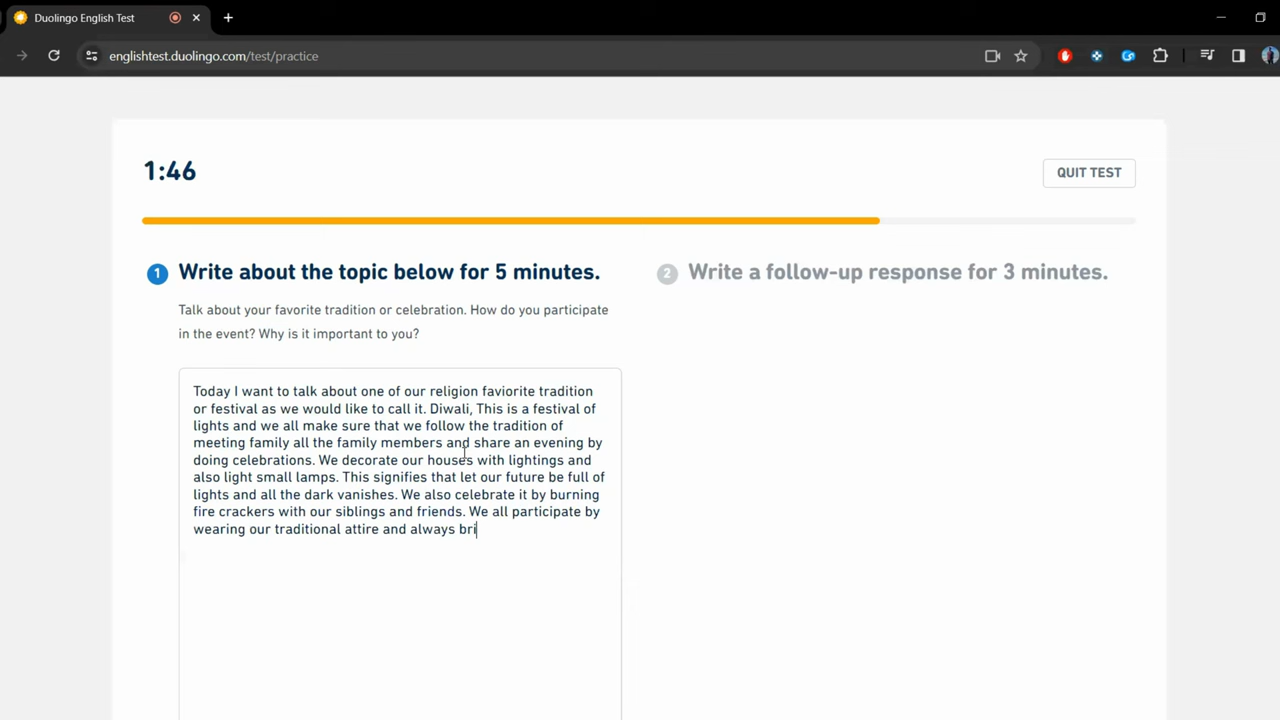 Duolingo English Test
englishtest.duolingo.com/test/practice
1:46
QUIT TEST
1 Write about the topic below for 5 minutes.
Talk about your favorite tradition or celebration. How do you participate
in the event? Why is it important to you?
Today I want to talk about one of our religion faviorite tradition
or festival as we would like to call it. Diwali, This is a festival of
lights and we all make sure that we follow the tradition of
meeting family all the family members and share an evening by
doing celebrations. We decorate our houses with lightings and
also light small lamps. This signifies that let our future be full of
lights and all the dark vanishes. We also celebrate it by burning
fire crackers with our siblings and friends. We all participate by
wearing our traditional attire and always bri
2 Write a follow-up response for 3 minutes.